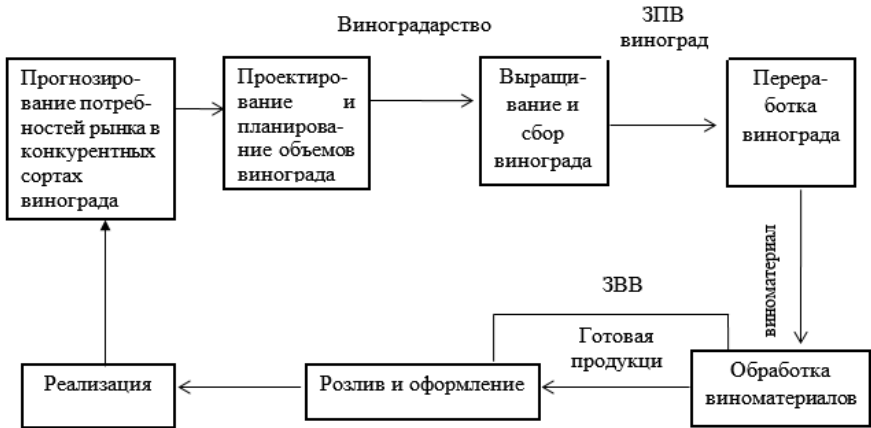 Виноградарство
ЗПВ
виноград
Прогнозиро-
вание потреб-
ностей рынка в
конкурентных
сортах
винограда
Проектиро-
вание и
планирова-
ние объемов
винограда
Выращи-
вание и
сбор
винограда
Перера-
ботка
винограда
виноматериал
ЗВВ
Готовая
продукци
Реализация
Розлив и оформление
Обработка
виноматериалов